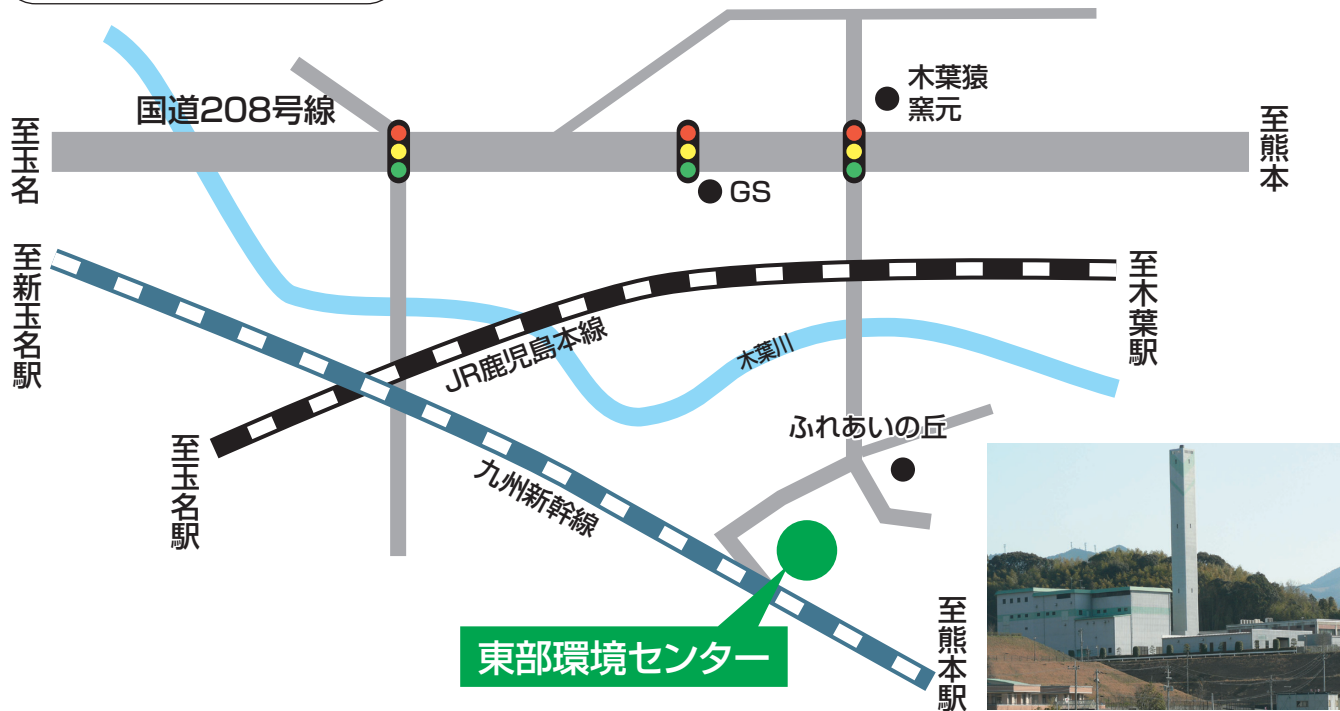 国道208号線
木葉猿
窯元
至玉名
至熊本
GS
至新玉名駅
至木葉駅
JR鹿児島本線
木葉川
ふれあいの丘
至玉名駅
九州新幹線
東部環境センター
至熊本駅